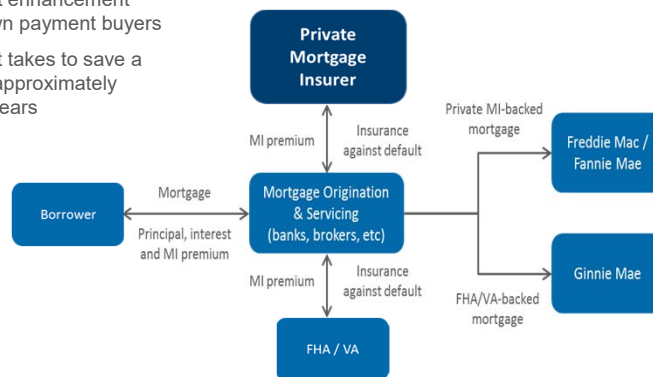 enhancement
n payment buyers
t takes to save a
approximately
ears
Private
Mortgage
Insurer
MI premium
Insurance
against default
Private MI-backed
mortgage
Freddie Mac /
Fannie Mae
Borrower
Mortgage
Principal, interest
and MI premium
Mortgage Origination
& Servicing
(banks, brokers, etc)
MI premium
Insurance
against default
FHA/VA-backed
mortgage
Ginnie Mae
FHA / VA